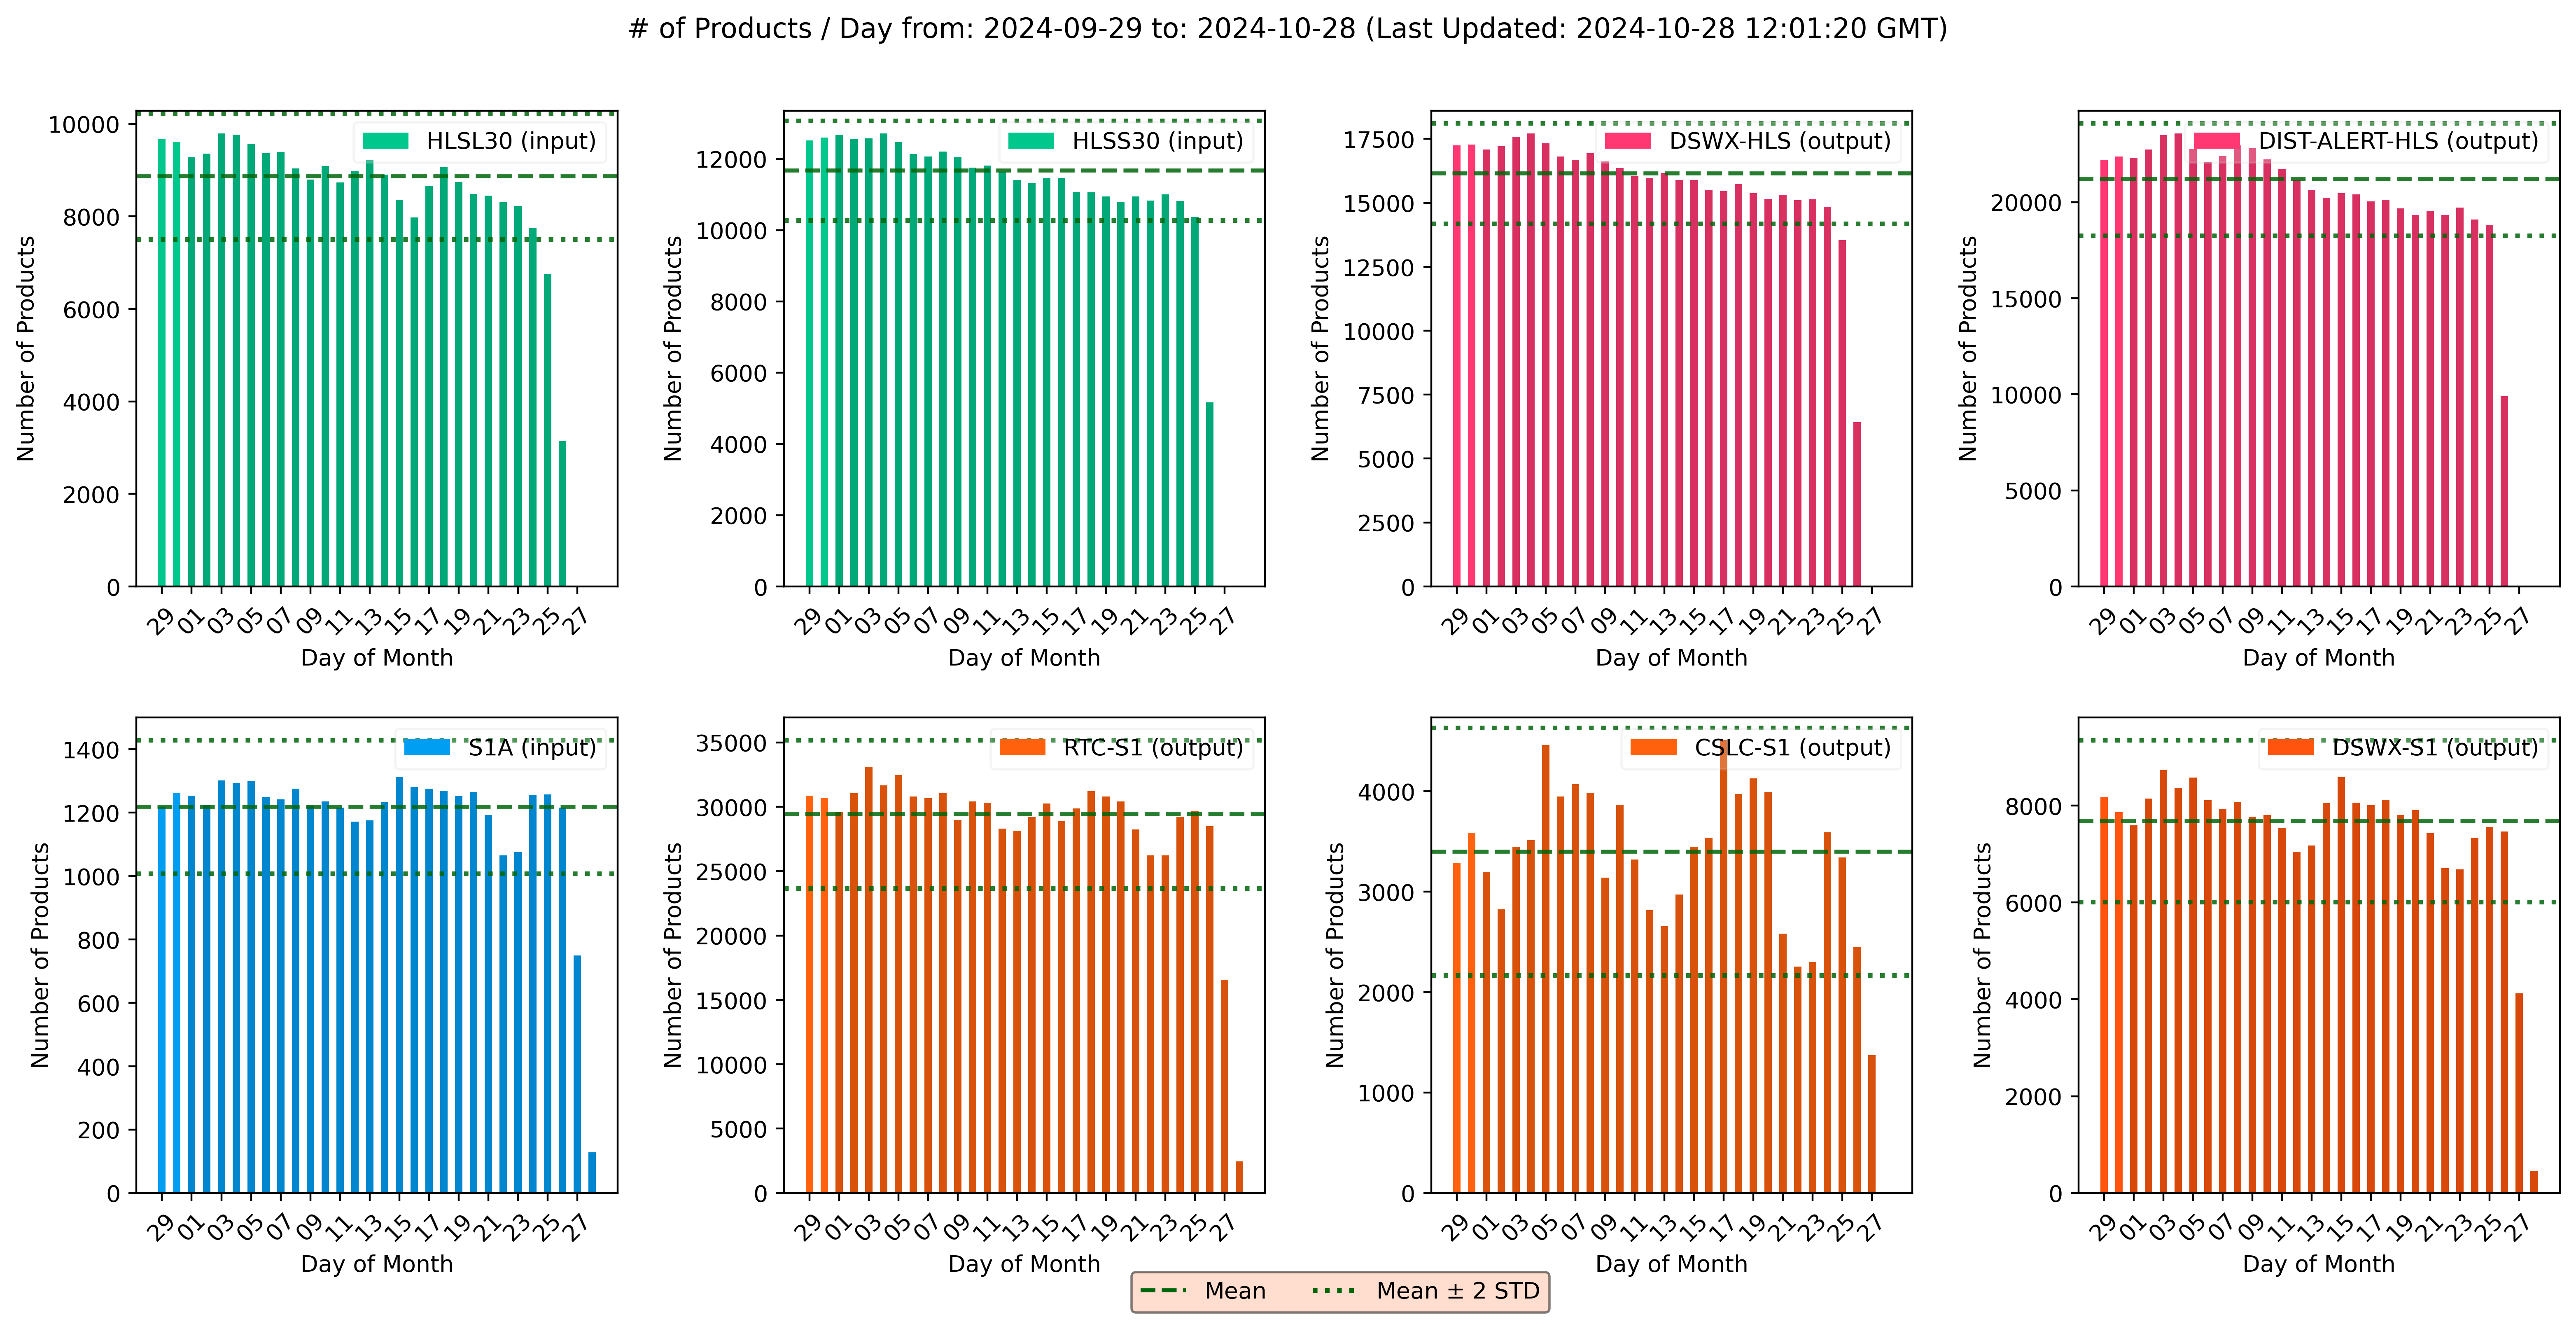 # of Products / Day from: 2024-09-29 to: 2024-10-28 (Last Updated: 2024-10-28 12:01:20 GMT)
HLSL30 (input)
Number of Products
10000
8000
6000
4000
2000
0
29 01 03 05 07 09 11 13 15 17 19 21 23 25 27
Day of Month
HLSS30 (input)
Number of Products
12000
10000
8000
6000
4000
2000
0
29 01 03 05 07 09 11 13 15 17 19 21 23 25 27
Day of Month
DSWX-HLS (output)
Number of Products
17500
15000
12500
10000
7500
5000
2500
0
29 01 03 05 07 09 11 13 15 17 19 21 23 25 27
Day of Month
DIST-ALERT-HLS (output)
Number of Products
20000
15000
10000
5000
0
29 01 03 05 07 09 11 13 15 17 19 21 23 25 27
Day of Month
S1A (input)
Number of Products
1400
1200
1000
800
600
400
200
0
29 01 03 05 07 09 11 13 15 17 19 21 23 25 27
Day of Month
RTC-S1 (output)
Number of Products
35000
30000
25000
20000
15000
10000
5000
0
29 01 03 05 07 09 11 13 15 17 19 21 23 25 27
Day of Month
CSLC-S1 (output)
Number of Products
4000
3000
2000
1000
0
29 01 03 05 07 09 11 13 15 17 19 21 23 25 27
Day of Month
DSWX-S1 (output)
Number of Products
8000
6000
4000
2000
0
29 01 03 05 07 09 11 13 15 17 19 21 23 25 27
Day of Month
Mean
Mean ± 2 STD